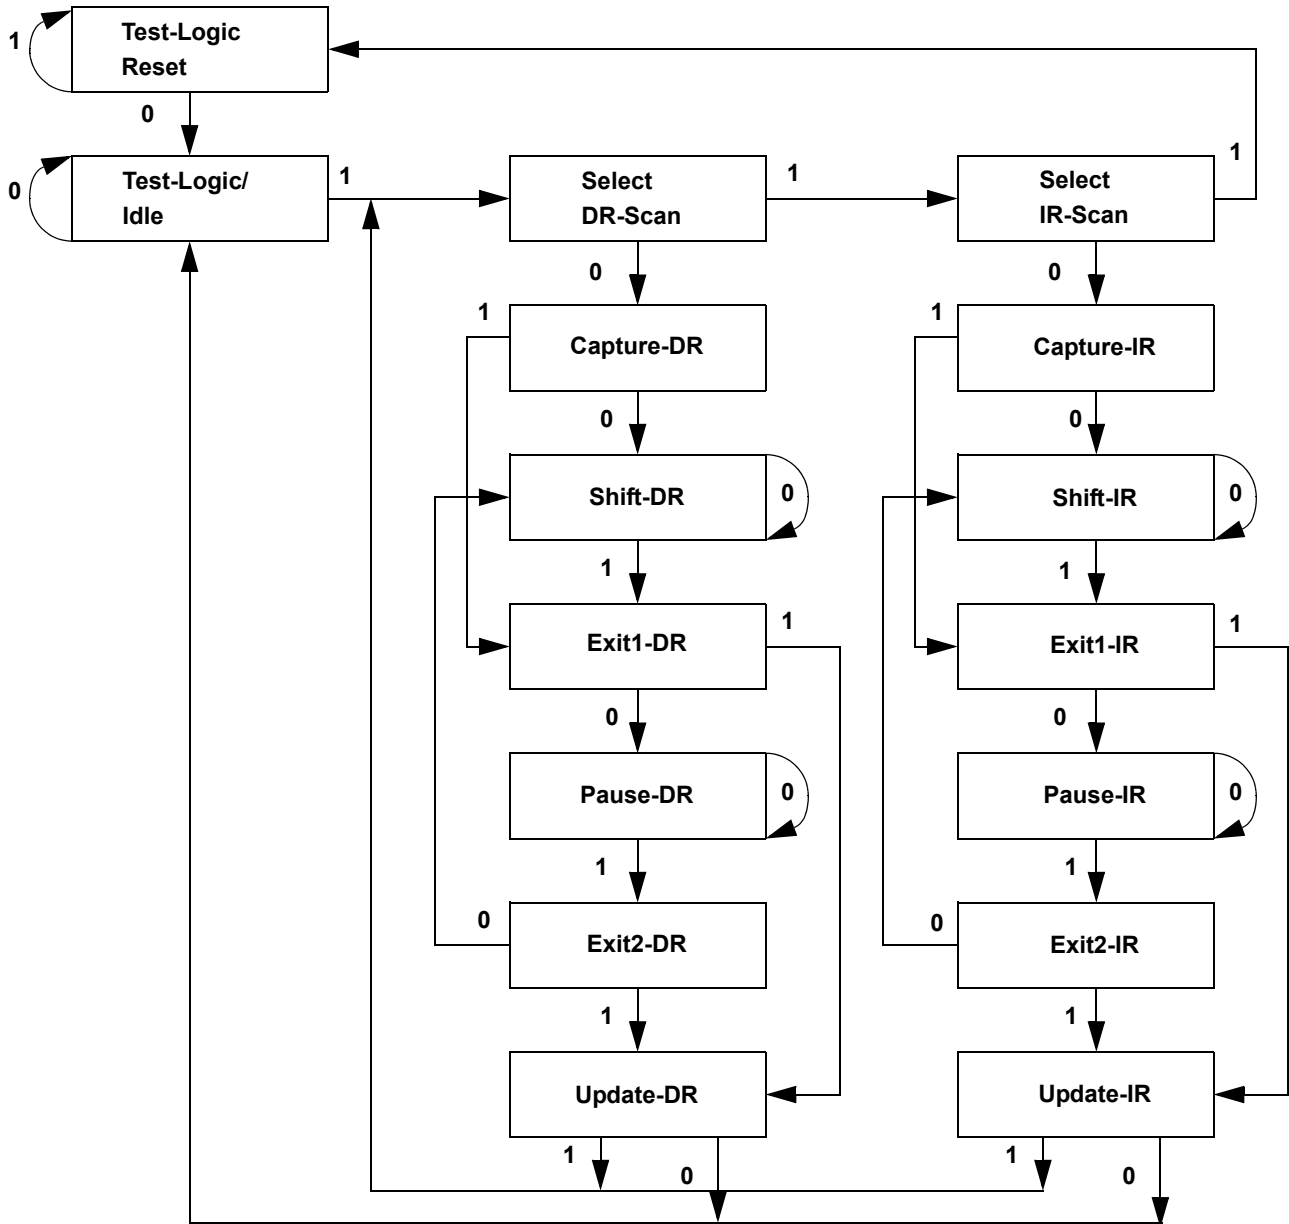 1
Test-Logic
Reset
0
0
Test-Logic/
Idle
1
Select
DR-Scan
1
Select
IR-Scan
1
0
0
1
Capture-DR
1
Capture-IR
0
0
Shift-DR
0
Shift-IR
0
1
1
Exit1-DR
1
Exit1-IR
1
0
0
Pause-DR
0
Pause-IR
0
1
1
0
Exit2-DR
0
Exit2-IR
1
1
Update-DR
Update-IR
1
0
1
0